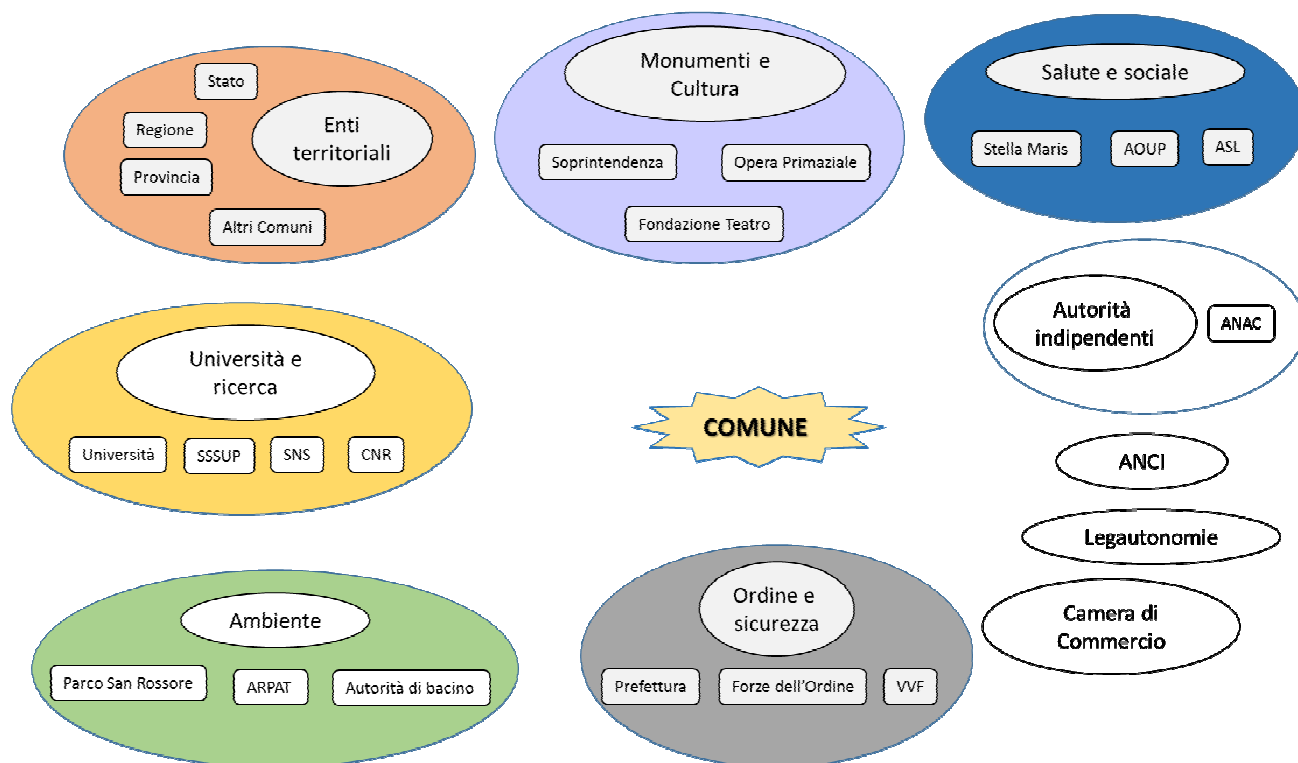 Stato
Regione
Provincia
Enti
territoriali
Altri Comuni
Monumenti e
Cultura
Soprintendenza
Opera Primaziale
Fondazione Teatro
Salute e sociale
Stella Maris
AOUP
ASL
Autorità
indipendenti
ANAC
Università e
ricerca
Università
SSSUP
SNS
CNR
COMUNE
ANCI
Legautonomie
Camera di
Commercio
Ambiente
Parco San Rossore
ARPAT
Autorità di bacino
Ordine e
sicurezza
Prefettura
Forze dell'Ordine
VVF